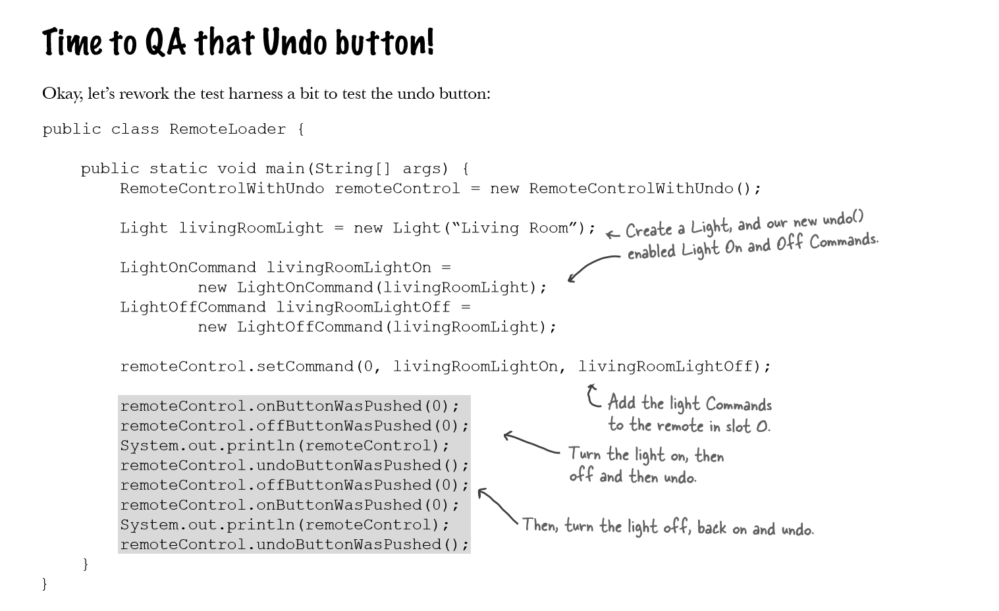 Time to QA that Undo button!
Okay, let’s rework the test harness a bit to test the undo button:
public class RemoteLoader {
public static void main(String[] args) {
RemoteControlWithUndo remoteControl = new RemoteControlWithUndo();
Light livingRoomLight = new Light(“Living Room”);
Create a Light, and our new undo()
enabled Light On and Off Commands.
LightOnCommand livingRoomLightOn =
new LightOnCommand(livingRoomLight);
LightOffCommand livingRoomLightOff =
new LightOffCommand(livingRoomLight);
remoteControl.setCommand(0, livingRoomLightOn, livingRoomLightOff);
Add the light Commands
to the remote in slot 0.
remoteControl.onButtonWasPushed(0);
remoteControl.offButtonWasPushed(0);
System.out.println(remoteControl);
remoteControl.undoButtonWasPushed();
remoteControl.offButtonWasPushed(0);
remoteControl.onButtonWasPushed(0);
System.out.println(remoteControl);
remoteControl.undoButtonWasPushed();
Turn the light on, then
off and then undo.
Then, turn the light off, back on and undo.
}
}